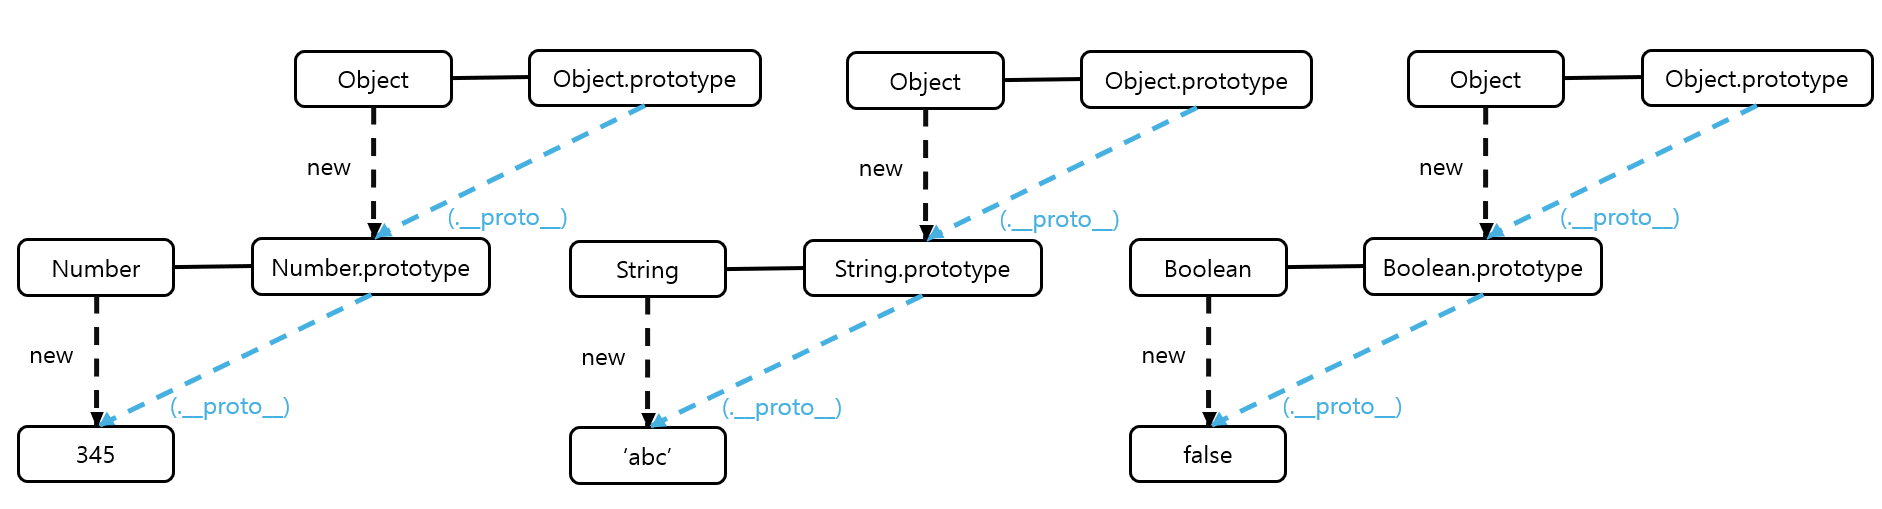 Object
Object.prototype
Object
Object.prototype
Object
Object.prototype
new
new
new
(.__proto__)
(.__proto__)
(.__proto__)
Number
Number.prototype
String
String.prototype
Boolean
Boolean.prototype
new
new
new
(.__proto__)
(.__proto__)
(.__proto__)
345
‘abc’
false